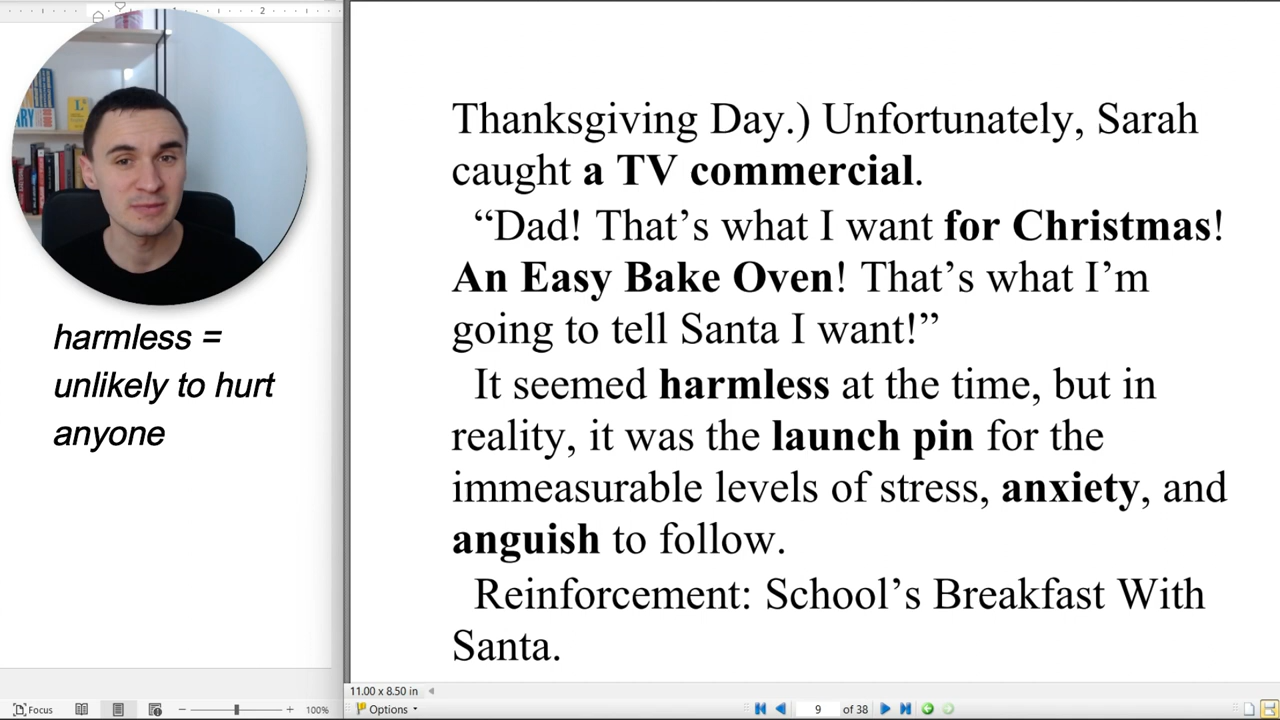 2
harmless =
unlikely to hurt
anyone
Thanksgiving Day.) Unfortunately, Sarah
caught a TV commercial.
“Dad! That’s what I want for Christmas!
An Easy Bake Oven! That’s what I’m
going to tell Santa I want!”
It seemed harmless at the time, but in
reality, it was the launch pin for the
immeasurable levels of stress, anxiety, and
anguish to follow.
Reinforcement: School’s Breakfast With
Santa.
11.00 x 8.50 in
Focus
100%
Options
9 of 38